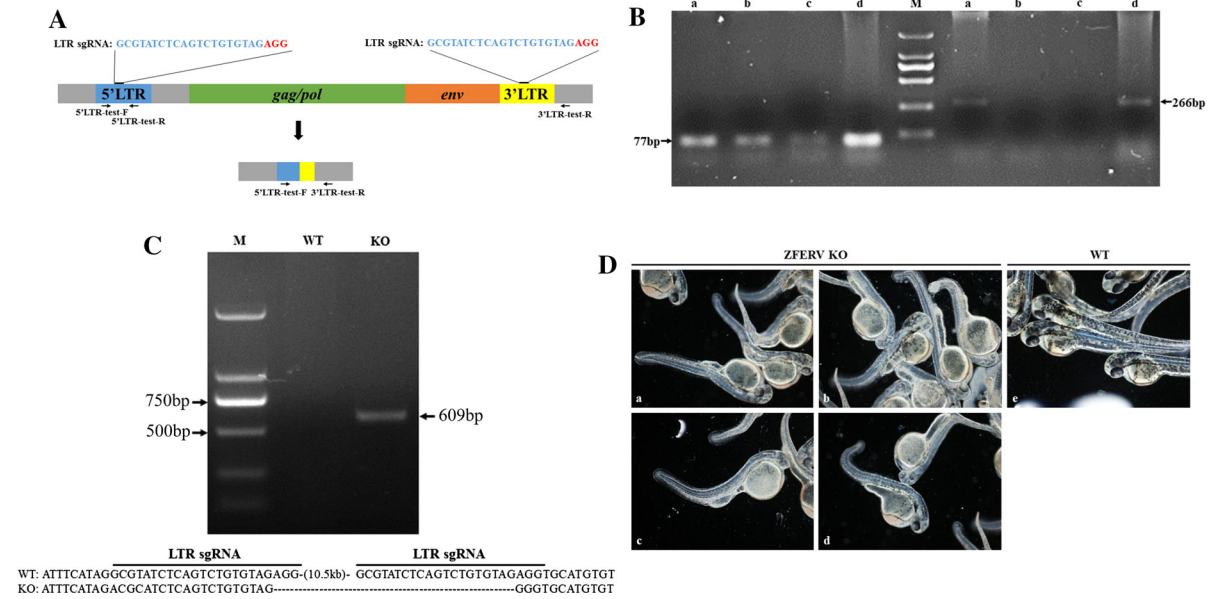 A
LTR sgRNA: GCGTATCTCAGTCTGTGTAGAGG
LTR sgRNA: GCGTATCTCAGTCTGTGTAGAGG
5'LTR
gag/pol
env
3'LTR
5'LTR-test-F
5'LTR-test-R
3'LTR-test-R
5'LTR-test-F 3'LTR-test-R
B
a b c d M a b c d
266bp
77bp
C
M WT KO
750bp
609bp
500bp
LTR sgRNA LTR sgRNA
WT: ATTTCATAGGCGTATCTCAGTCTGTGTAGAGG-(10.5kb)- GCGTATCTCAGTCTGTGTAGAGGTGCATGTGT
KO: ATTTCATAGACGCATCTCAGTCTGTGTAG--------------------------------------------------GGGTGCATGTGT
D
ZFERV KO WT
a
b
e
c
d